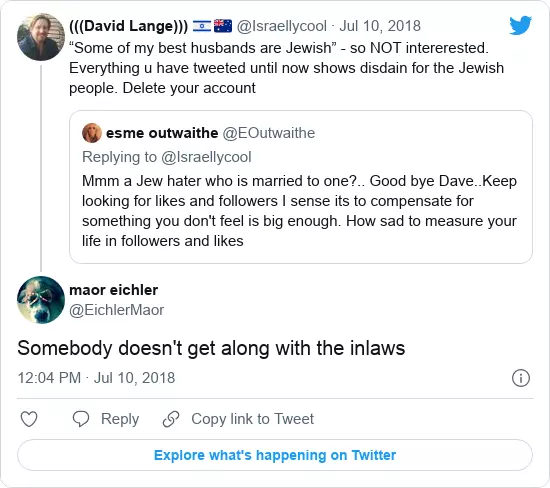 (((David Lange))) 🇮🇱 🇦🇺 @Israellycool · Jul 10, 2018
“Some of my best husbands are Jewish” - so NOT intererested.
Everything u have tweeted until now shows disdain for the Jewish
people. Delete your account
esme outwaithe @EOutwaithe
Replying to @Israellycool
Mmm a Jew hater who is married to one?.. Good bye Dave..Keep
looking for likes and followers I sense its to compensate for
something you don't feel is big enough. How sad to measure your
life in followers and likes
maor eichler
@EichlerMaor
Somebody doesn't get along with the inlaws
12:04 PM · Jul 10, 2018
Reply
Copy link to Tweet
Explore what's happening on Twitter